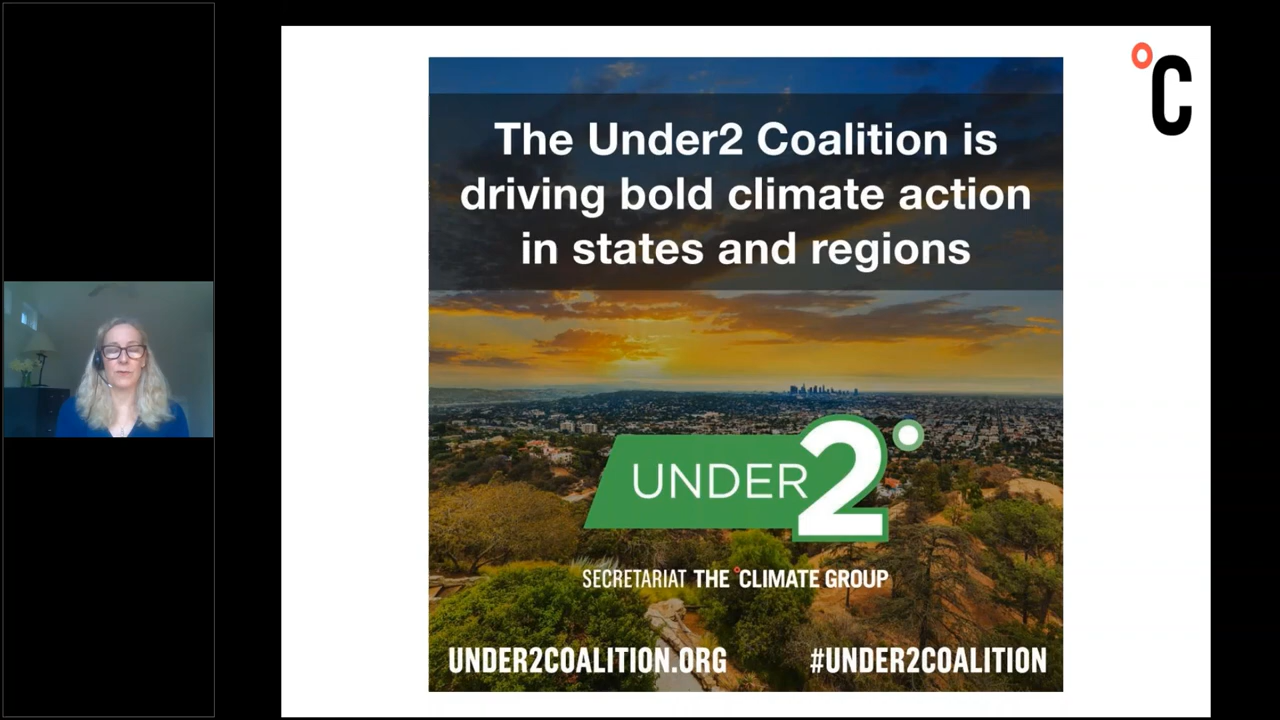 °C
The Under2 Coalition is
driving bold climate action
in states and regions
UNDER2°
SECRETARIAT THE °CLIMATE GROUP
UNDER2COALITION.ORG
#UNDER2COALITION